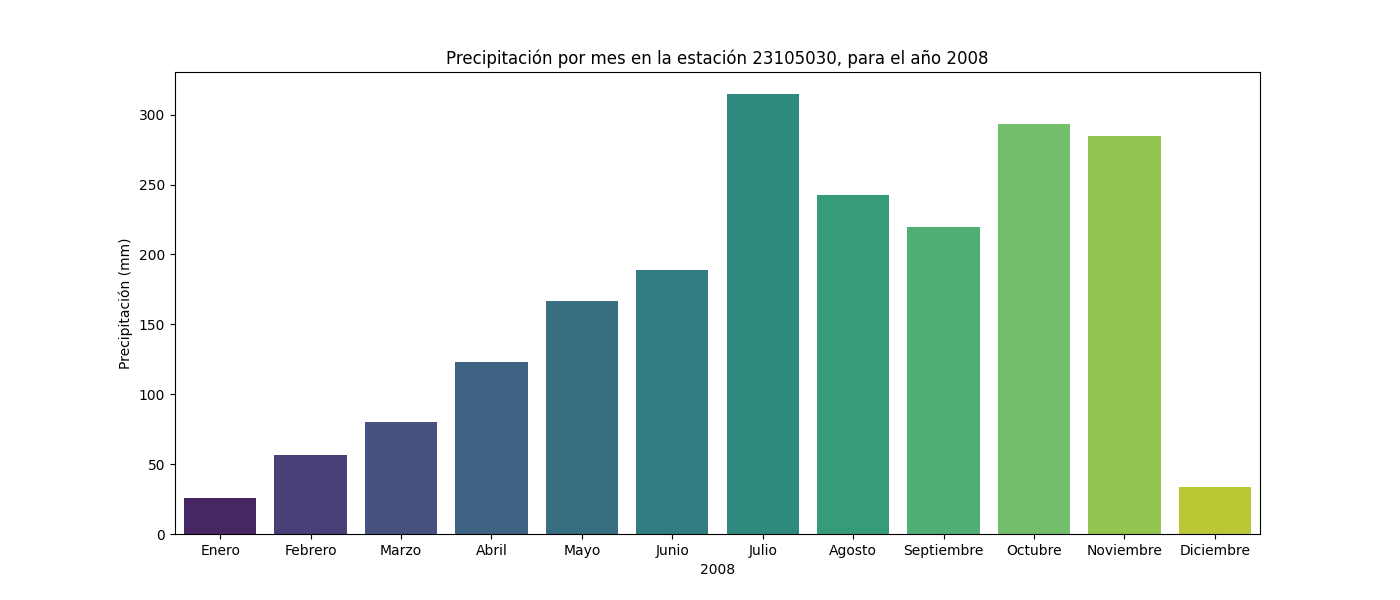 Precipitación por mes en la estación 23105030, para el año 2008
Precipitación (mm)
300
250
200
150
100
50
0
Enero Febrero Marzo Abril Mayo Junio Julio Agosto Septiembre Octubre Noviembre Diciembre
2008